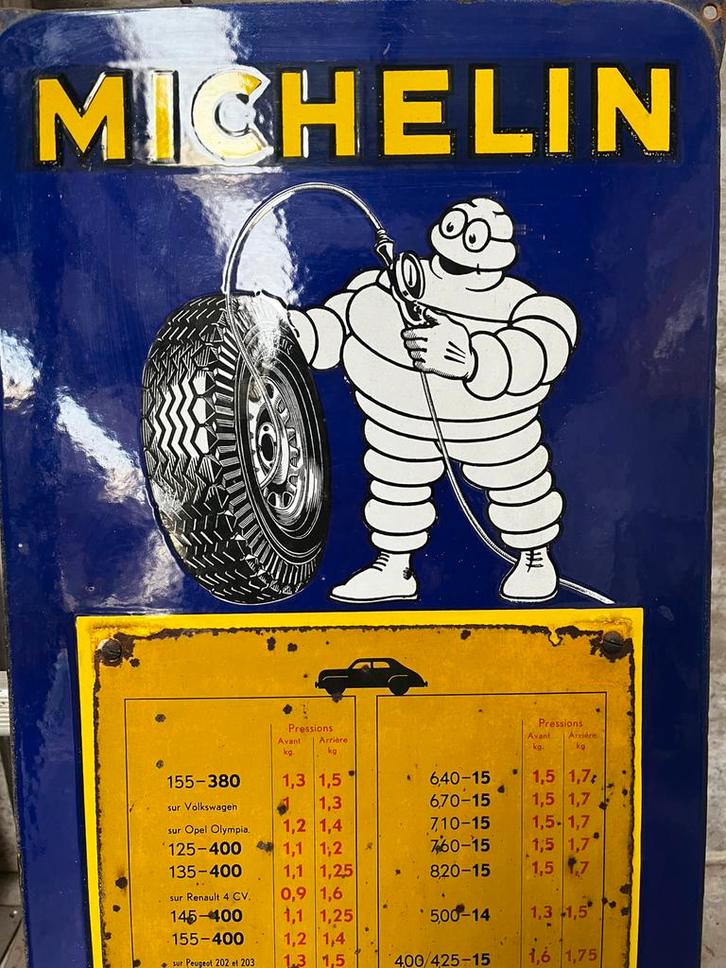 MICHELIN
Pressions
Avant Arrière
kg. kg
155-380 1,3 1,5
sur Volkswagen 1 1,3
sur Opel Olympia. 1,2 1,4
125-400 1,1 1,2
135-400 1,1 1,25
sur Renault 4 CV. 0,9 1,6
145-400 1,1 1,25
155-400 1,2 1,4
sur Peugeot 202 et 203 1,3 1,5
Pressions
Avant Arrière
kg. kg.
640-15 1,5 1,7
670-15 1,5 1,7
710-15 1,5 1,7
760-15 1,5 1,7
820-15 1,5 1,7
500-14 1,3 1,5
400/425-15 1,6 1,75